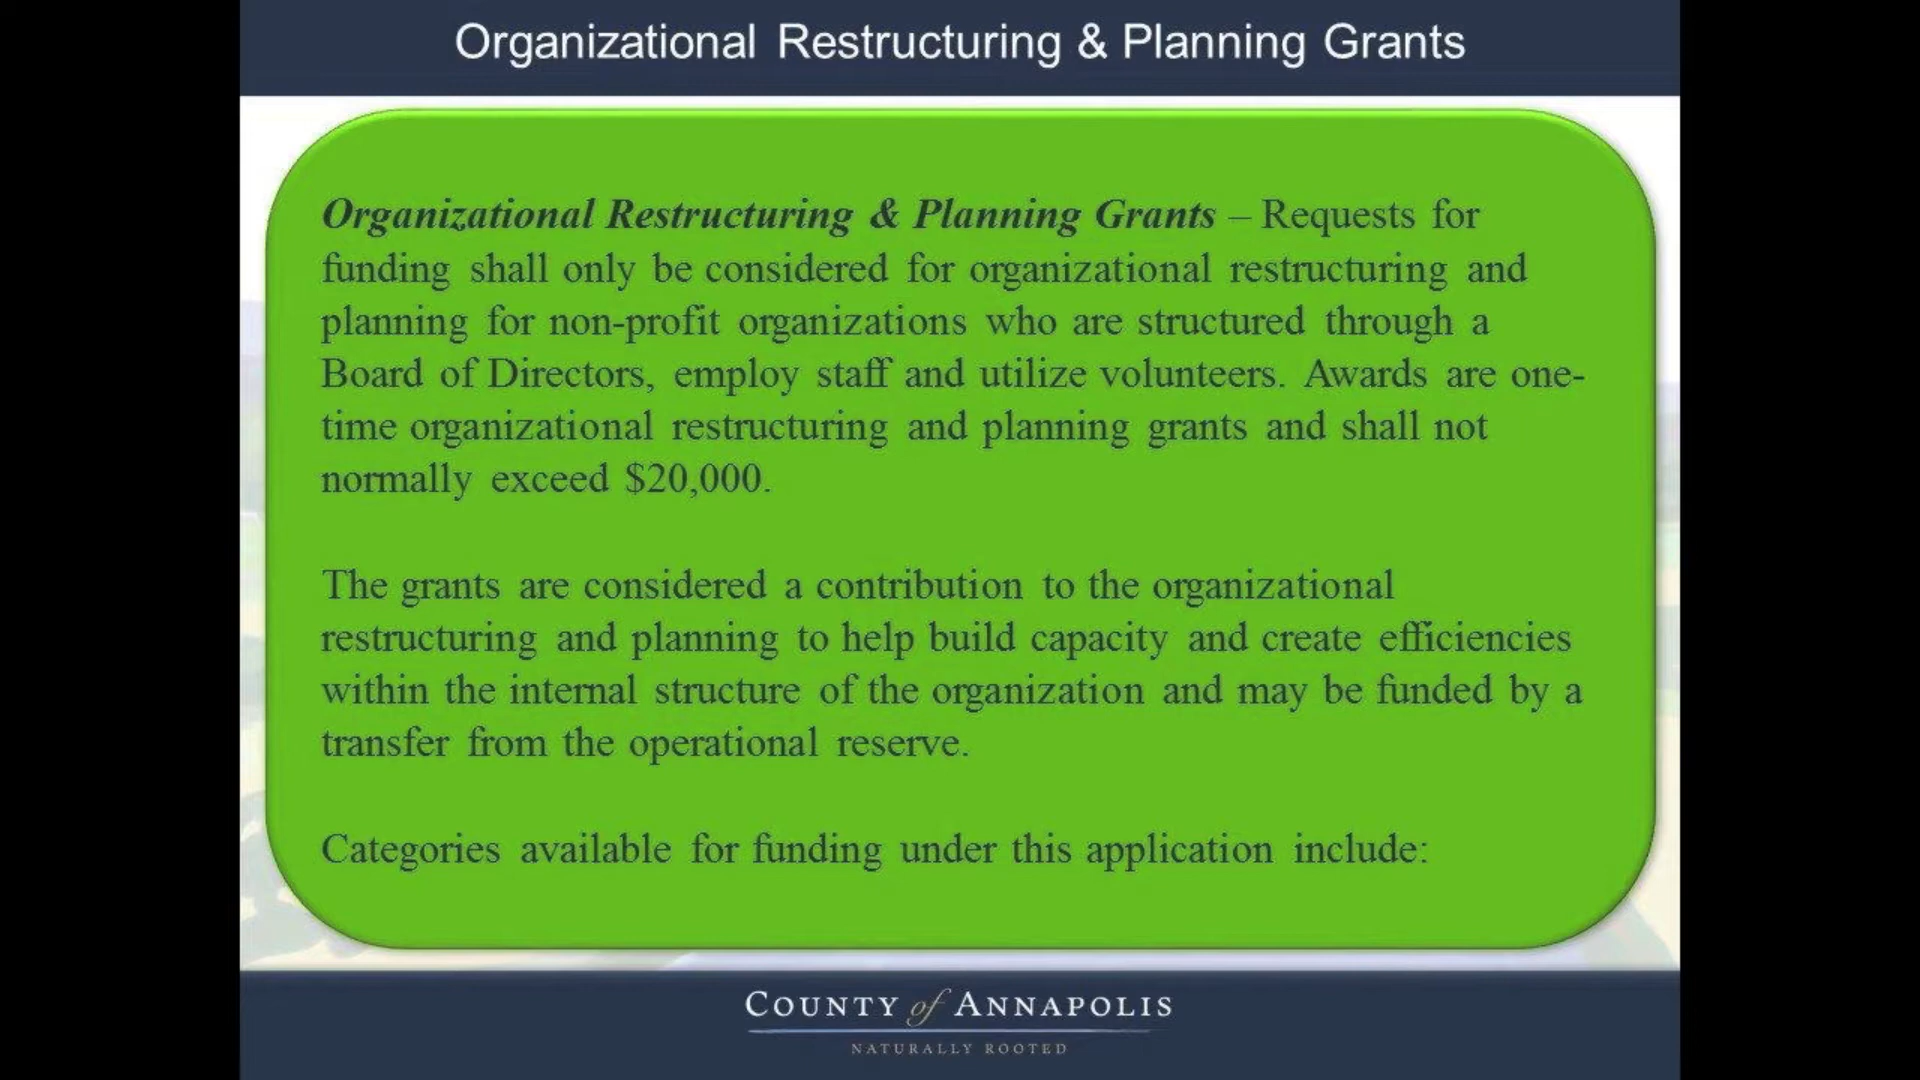 Organizational Restructuring & Planning Grants
Organizational Restructuring & Planning Grants – Requests for
funding shall only be considered for organizational restructuring and
planning for non-profit organizations who are structured through a
Board of Directors, employ staff and utilize volunteers. Awards are one-
time organizational restructuring and planning grants and shall not
normally exceed $20,000.
The grants are considered a contribution to the organizational
restructuring and planning to help build capacity and create efficiencies
within the internal structure of the organization and may be funded by a
transfer from the operational reserve.
Categories available for funding under this application include:
COUNTY of ANNAPOLIS
NATURALLY ROOTED